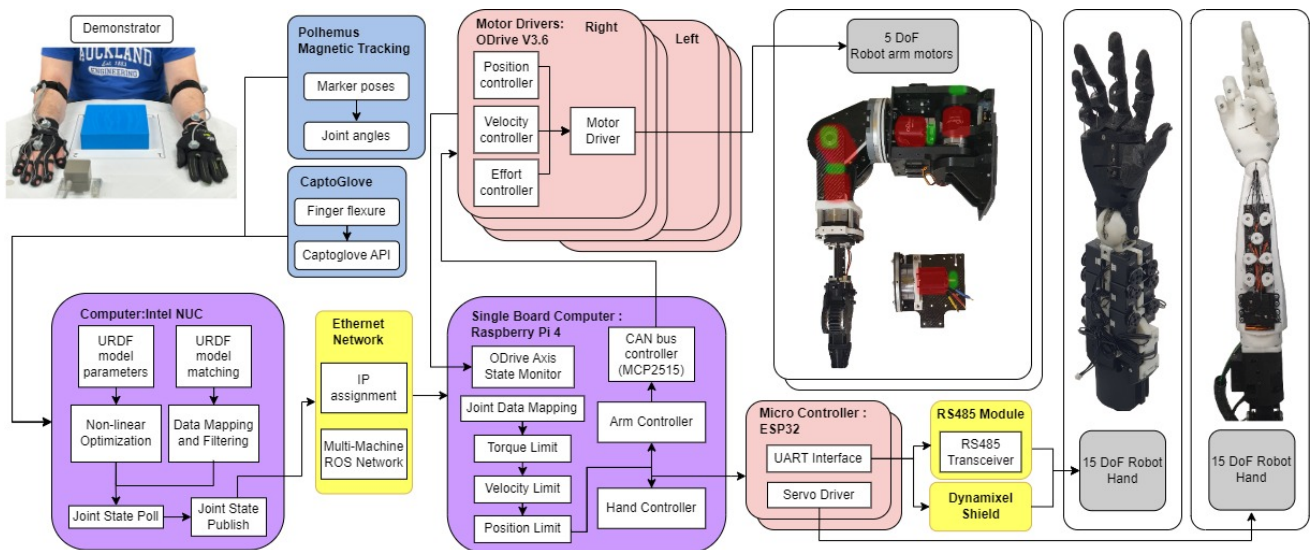 Demonstrator
AUCKLAND
ENGINEERING
Polhemus
Magnetic Tracking
Marker poses
Joint angles
CaptoGlove
Finger flexure
Captoglove API
Motor Drivers:
ODrive V3.6
Right
Left
Position
controller
Velocity
controller
Effort
controller
Motor
Driver
5 DoF
Robot arm motors
Computer:Intel NUC
URDF model
parameters
URDF
model
matching
Non-linear
Optimization
Data Mapping
and Filtering
Joint State Poll
Joint State
Publish
Ethernet
Network
IP
assignment
Multi-Machine
ROS Network
Single Board Computer :
Raspberry Pi 4
ODrive Axis
State Monitor
CAN bus
controller
(MCP2515)
Joint Data Mapping
Torque Limit
Velocity Limit
Position Limit
Arm Controller
Hand Controller
Micro Controller :
ESP32
UART Interface
Servo Driver
RS485 Module
RS485
Transceiver
Dynamixel
Shield
15 DoF Robot
Hand
15 DoF Robot
Hand